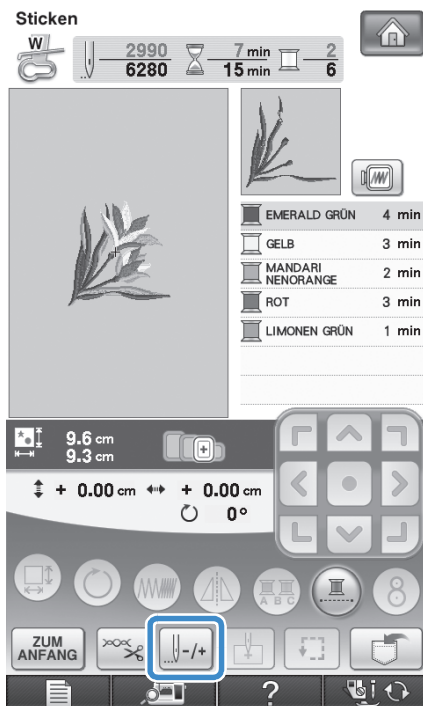 Sticken
W
2990 7 min 2
6280 15 min 6
EMERALD GRÜN 4 min
GELB 3 min
MANDARI
NENORANGE 2 min
ROT 3 min
LIMONEN GRÜN 1 min
9.6 cm
9.3 cm
+ 0.00 cm + 0.00 cm
0°
A B C
8
ZUM
ANFANG
-/+
?
i